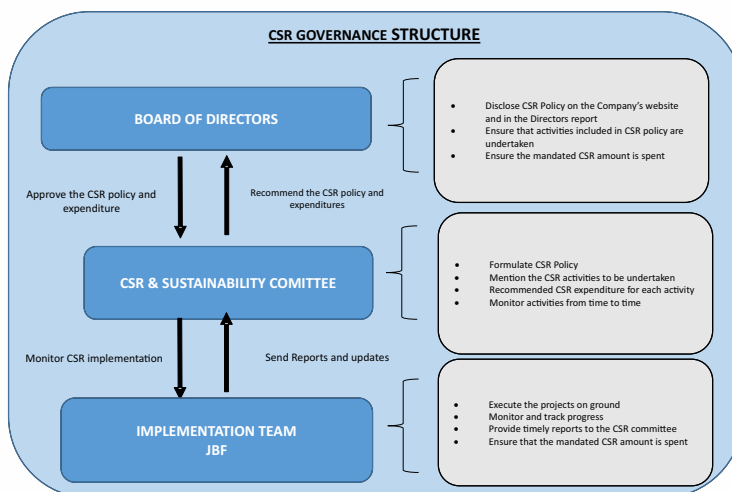 CSR GOVERNANCE STRUCTURE
BOARD OF DIRECTORS
• Disclose CSR Policy on the Company's website
and in the Directors report
• Ensure that activities included in CSR policy are
undertaken
• Ensure the mandated CSR amount is spent
Approve the CSR policy and
expenditure
Recommend the CSR policy and
expenditures
CSR & SUSTAINABILITY COMITTEE
• Formulate CSR Policy
• Mention the CSR activities to be undertaken
• Recommended CSR expenditure for each activity
• Monitor activities from time to time
Monitor CSR implementation
Send Reports and updates
IMPLEMENTATION TEAM
JBF
• Execute the projects on ground
• Monitor and track progress
• Provide timely reports to the CSR committee
• Ensure that the mandated CSR amount is spent